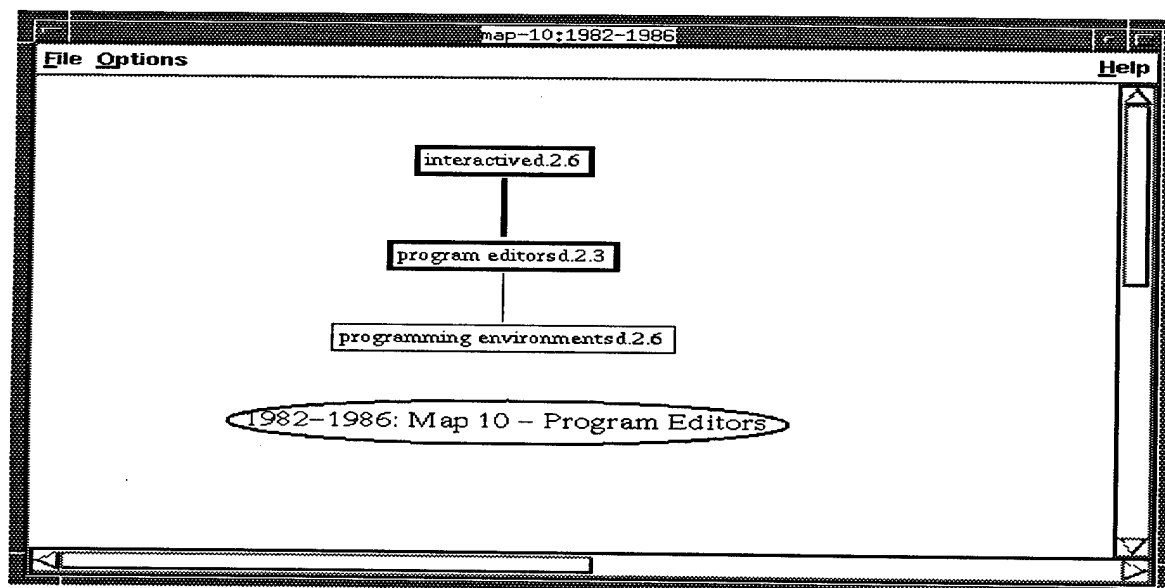 map-10:1982-1986
File Options Help
interactived.2.6
program editorsd.2.3
programming environmentsd.2.6
1982-1986: Map 10 - Program Editors